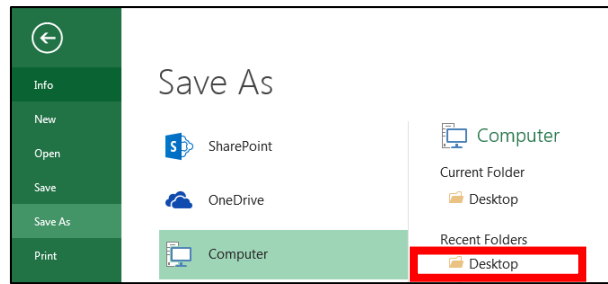 Info
New
Open
Save
Save As
Print
Save As
SharePoint
OneDrive
Computer
Computer
Current Folder
Desktop
Recent Folders
Desktop